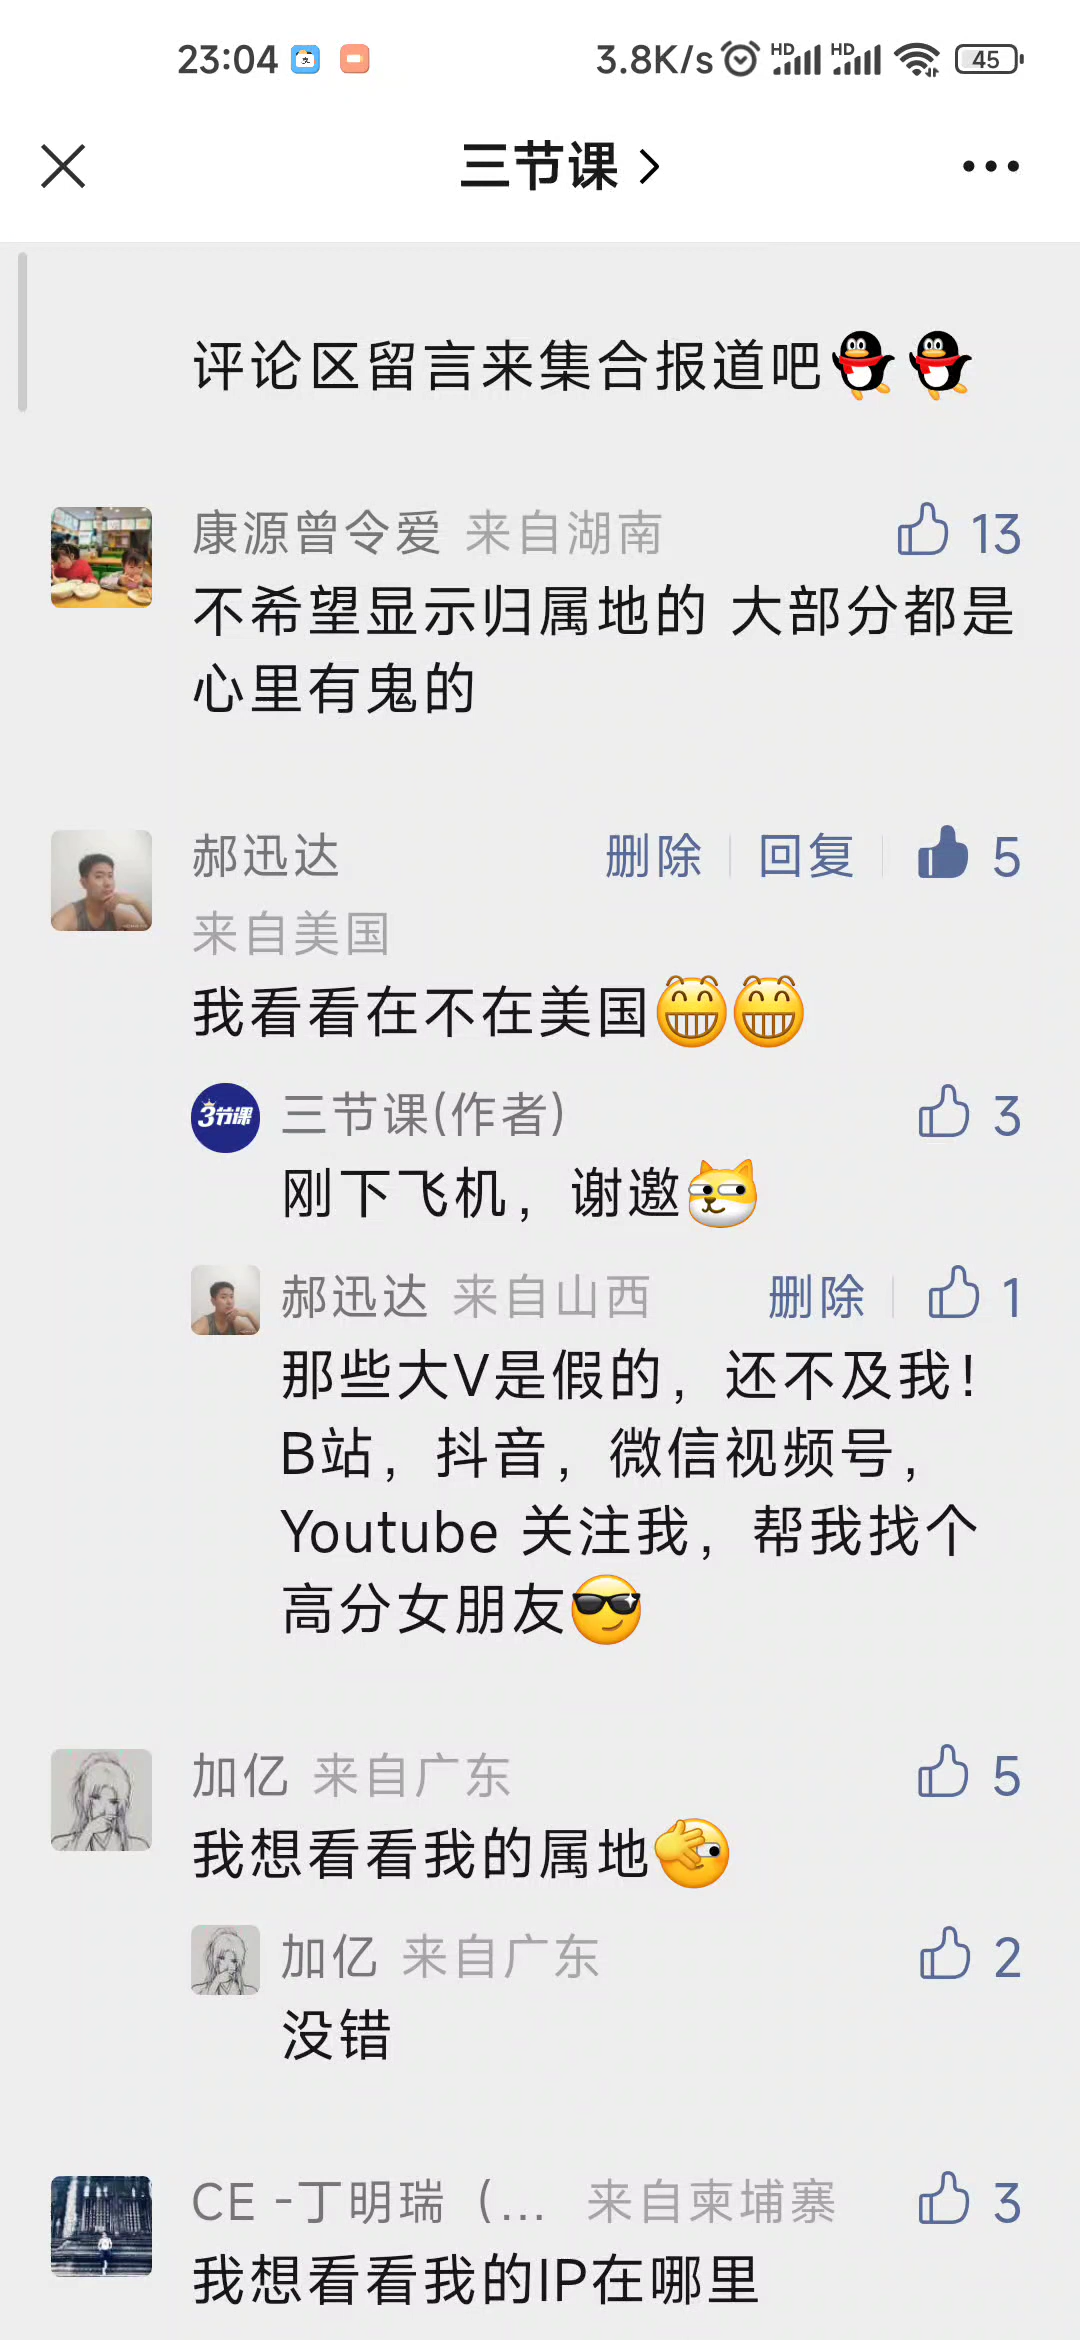 23:04 3.8K/s HD HD 45
三节课
评论区留言来集合报道吧
康源曾令爱 来自湖南 13
不希望显示归属地的 大部分都是
心里有鬼的
郝迅达 删除 回复 5
来自美国
我看看在不在美国
3节课 三节课(作者) 3
刚下飞机，谢邀
郝迅达 来自山西 删除 1
那些大V是假的，还不及我！
B站，抖音，微信视频号，
Youtube 关注我，帮我找个
高分女朋友
加亿 来自广东 5
我想看看我的属地
加亿 来自广东 2
没错
CE -丁明瑞（... 来自柬埔寨 3
我想看看我的IP在哪里